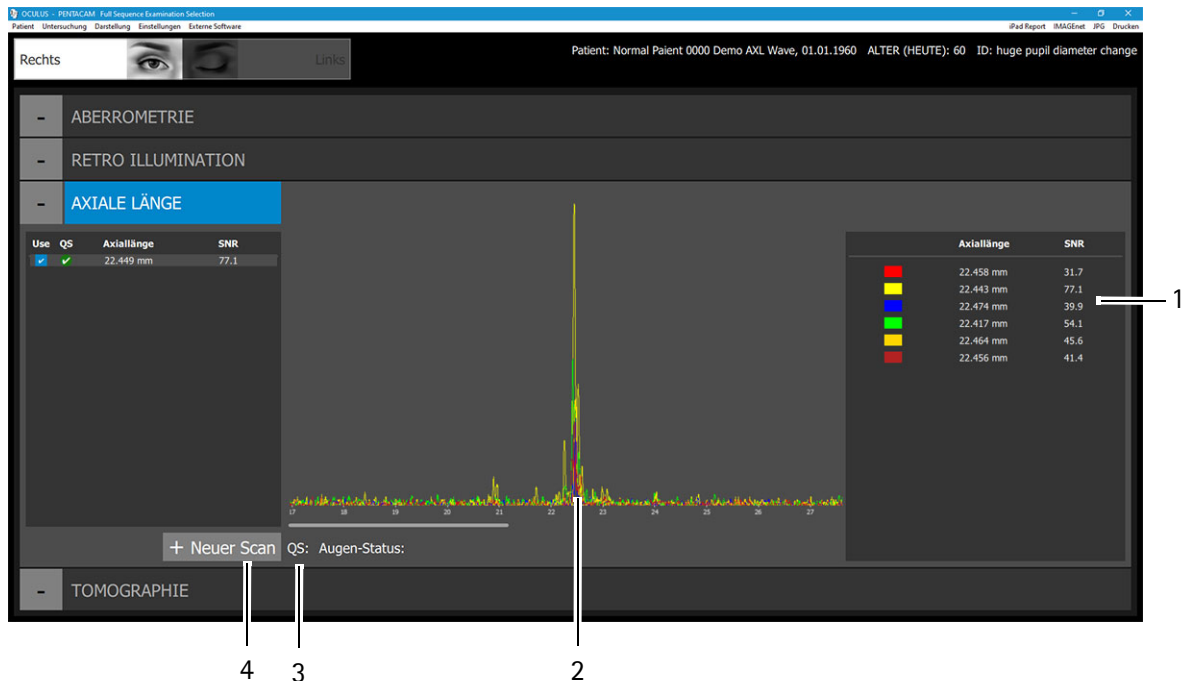 OCULUS - PENTACAM Full Sequence Examination Selection
Patient Untersuchung Darstellung Einstellungen Externe Software iPad Report IMAGEnet JPG Drucken
Rechts Links Patient: Normal Paient 0000 Demo AXL Wave, 01.01.1960 ALTER (HEUTE): 60 ID: huge pupil diameter change
- ABERROMETRIE
- RETRO ILLUMINATION
- AXIALE LÄNGE
Use QS Axiallänge SNR
22.449 mm 77.1
Axiallänge SNR
22.458 mm 31.7
22.443 mm 77.1
22.474 mm 39.9
22.417 mm 54.1
22.464 mm 45.6
22.456 mm 41.4
1
17 18 19 20 21 22 23 24 25 26 27
+ Neuer Scan QS: Augen-Status:
- TOMOGRAPHIE
4 3 2